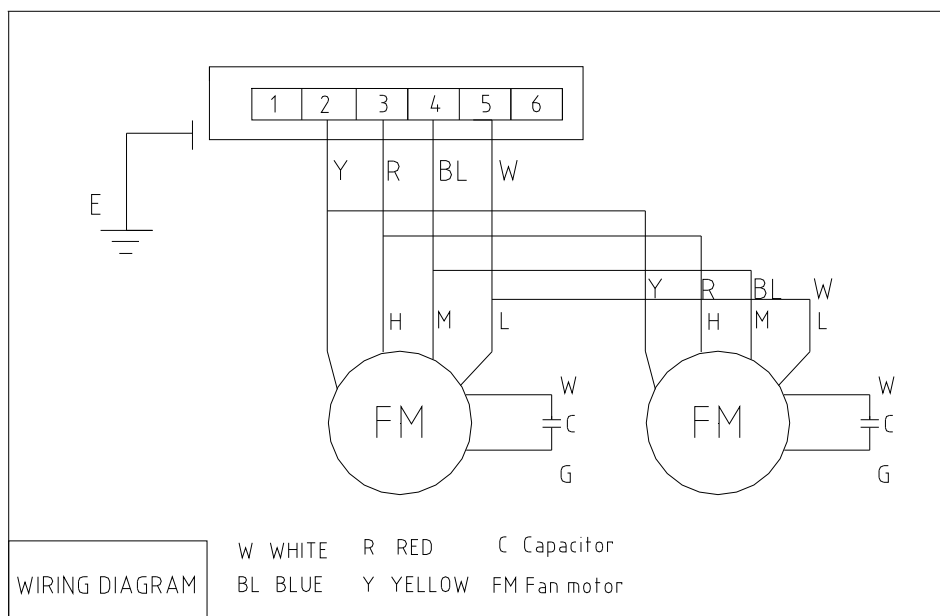 1 2 3 4 5 6
Y R BL W
E
Y R BL W
H M L H M L
W W
FM C FM C
G G
W WHITE R RED C Capacitor
WIRING DIAGRAM BL BLUE Y YELLOW FM Fan motor